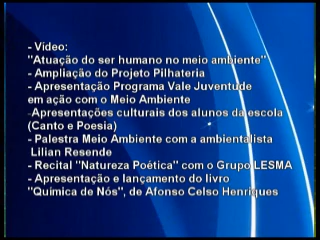 - Video:
"Atuação do ser humano no meio ambiente"
- Ampliação do Projeto Pilhateria
- Apresentação Programa Vale Juventude
em ação com o Meio Ambiente
Apresentações culturais dos alunos da escola
(Canto e Poesia)
- Palestra Meio Ambiente com a ambientalista
Lilian Resende
- Recital "Natureza Poética" com o Grupo LESMA
- Apresentação e lançamento do livro
"Química de Nós", de Afonso Celso Henriques